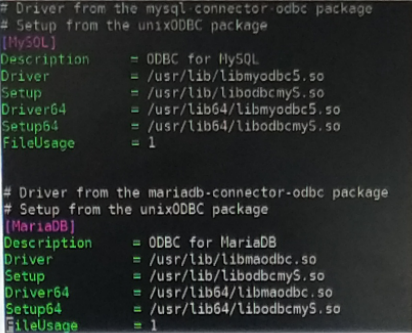 # Driver from the mysql-connector-odbc package
# Setup from the unixODBC package
[MySQL]
Description = ODBC for MySQL
Driver = /usr/lib/libmyodbc5.so
Setup = /usr/lib/libodbcmyS.so
Driver64 = /usr/lib64/libmyodbc5.so
Setup64 = /usr/lib64/libodbcmyS.so
FileUsage = 1
# Driver from the mariadb-connector-odbc package
# Setup from the unixODBC package
[MariaDB]
Description = ODBC for MariaDB
Driver = /usr/lib/libmaodbc.so
Setup = /usr/lib/libodbcmyS.so
Driver64 = /usr/lib64/libmaodbc.so
Setup64 = /usr/lib64/libodbcmyS.so
FileUsage = 1